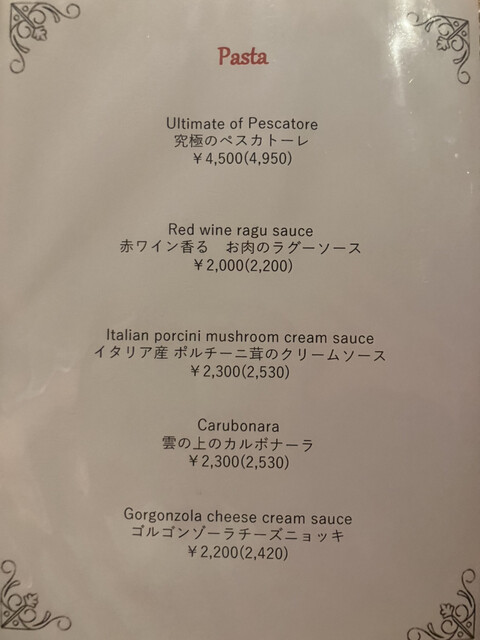 Pasta
Ultimate of Pescatore
究極のペスカトーレ
￥4,500(4,950)
Red wine ragu sauce
赤ワイン香る　お肉のラグーソース
￥2,000(2,200)
Italian porcini mushroom cream sauce
イタリア産 ポルチーニ茸のクリームソース
￥2,300(2,530)
Carubonara
雲の上のカルボナーラ
￥2,300(2,530)
Gorgonzola cheese cream sauce
ゴルゴンゾーラチーズニョッキ
￥2,200(2,420)